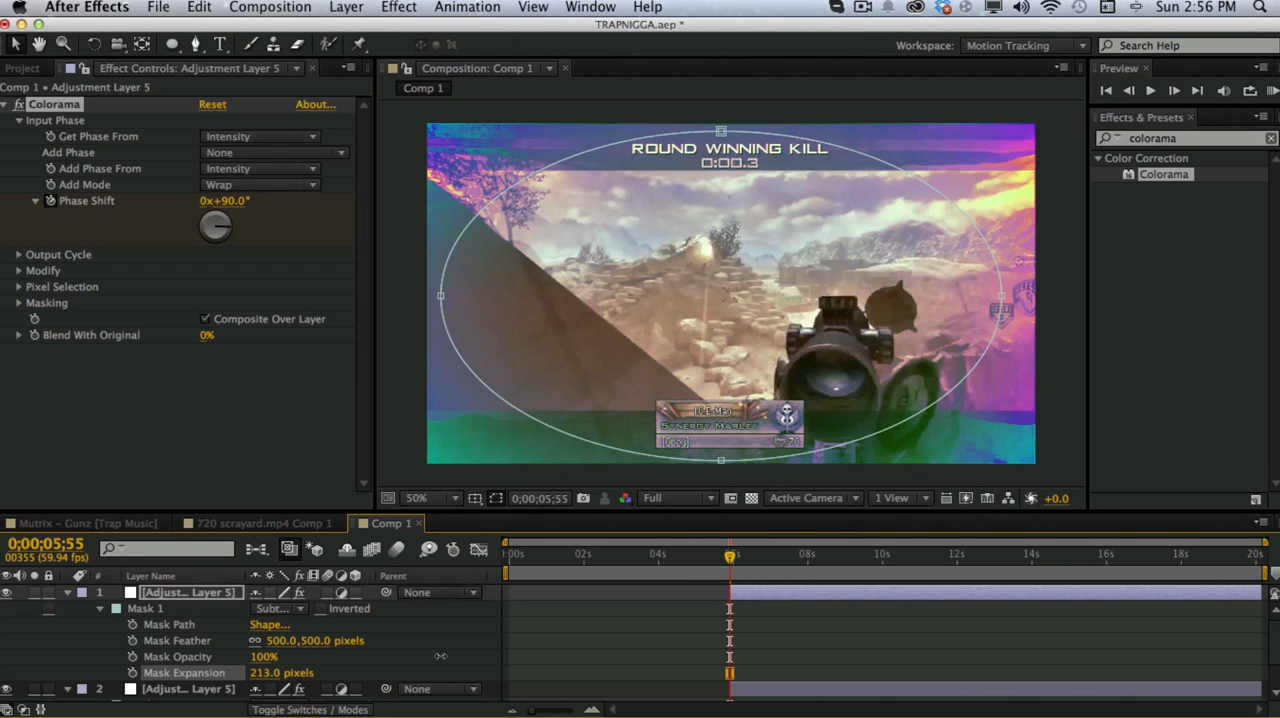 After Effects File Edit Composition Layer Effect Animation View Window Help Sun 2:56 PM
TRAPNIGGA.aep *
Workspace: Motion Tracking Search Help
Project Effect Controls: Adjustment Layer 5 Composition: Comp 1 Preview
Comp 1 • Adjustment Layer 5 Comp 1
fx Colorama Reset About...
Input Phase Effects & Presets
Get Phase From Intensity colorama
Add Phase None Color Correction
Add Phase From Intensity Colorama
Add Mode Wrap
Phase Shift 0x+90.0°
Output Cycle
Modify
Pixel Selection
Masking
Composite Over Layer
Blend With Original 0%
ROUND WINNING KILL
0:00.3
SYNERGY MARLEY
50% 0;00;05;55 Full Active Camera 1 View +0.0
Mutrix - Gunz [Trap Music] 720 scrayard.mp4 Comp 1 Comp 1
0;00;05;55
00355 (59.94 fps)
:00s 02s 04s 08s 10s 12s 14s 16s 18s 20s
# Layer Name fx Parent
1 [Adjust... Layer 5] fx None
Mask 1 Subt... Inverted
Mask Path Shape...
Mask Feather 500.0,500.0 pixels
Mask Opacity 100%
Mask Expansion 213.0 pixels
2 [Adjust... Layer 5] fx None
Toggle Switches / Modes